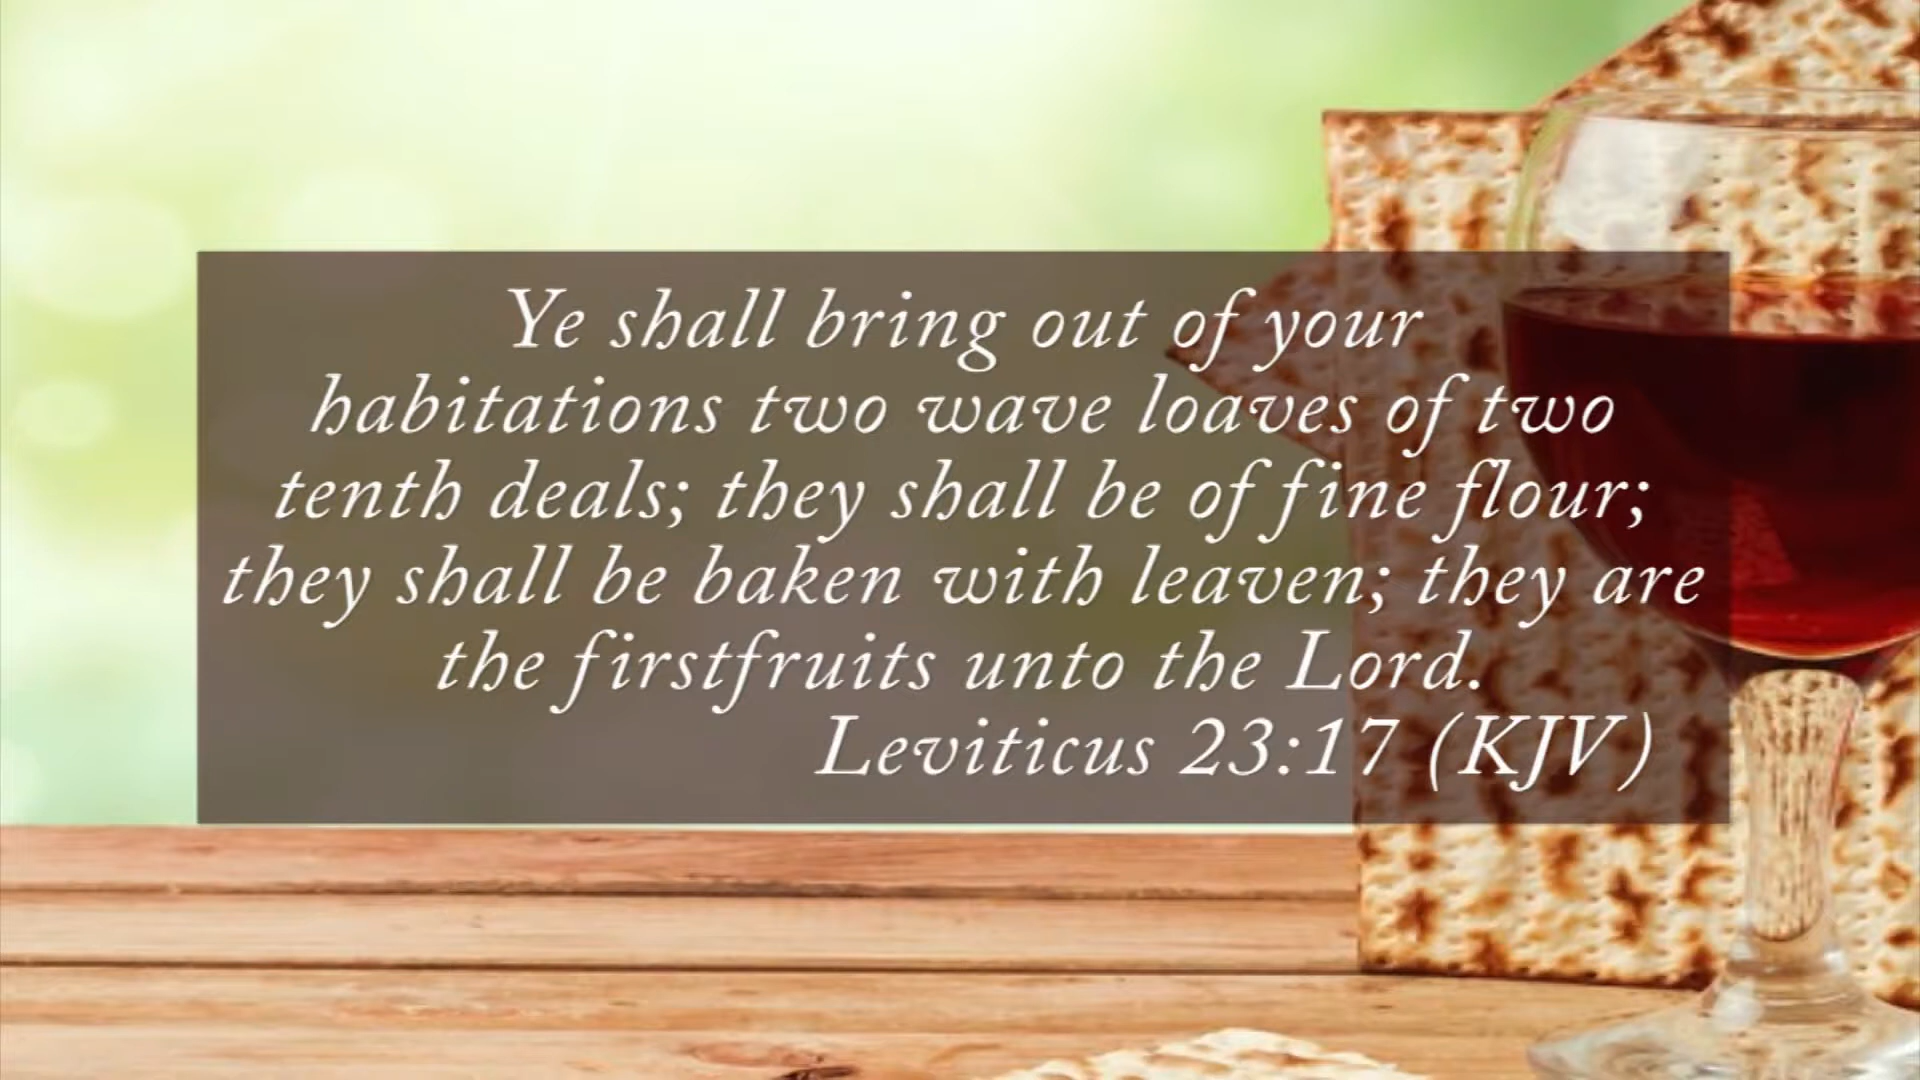 Ye shall bring out of your
habitations two wave loaves of two
tenth deals; they shall be of fine flour;
they shall be baken with leaven; they are
the firstfruits unto the Lord.
Leviticus 23:17 (KJV)